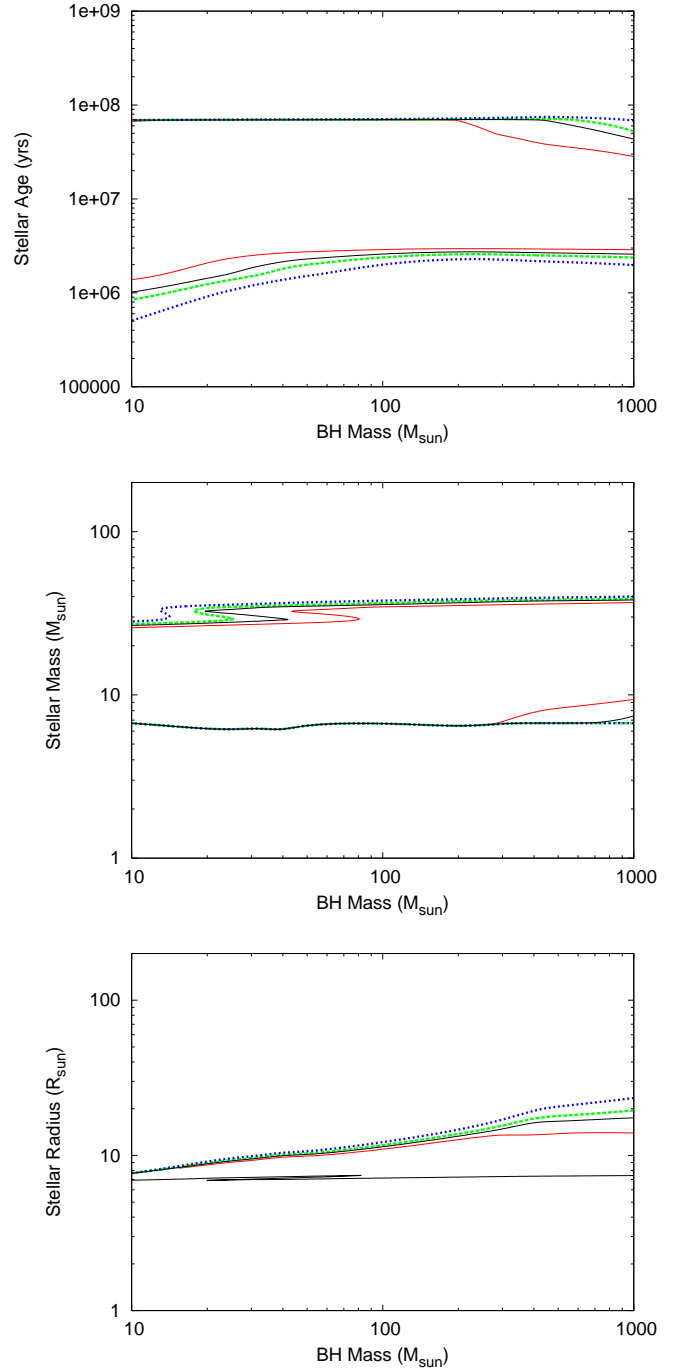 1e+09
1e+08
1e+07
1e+06
100000
Stellar Age (yrs)
10 100 1000
BH Mass (M_sun)
100
10
1
Stellar Mass (M_sun)
10 100 1000
BH Mass (M_sun)
100
10
1
Stellar Radius (R_sun)
10 100 1000
BH Mass (M_sun)